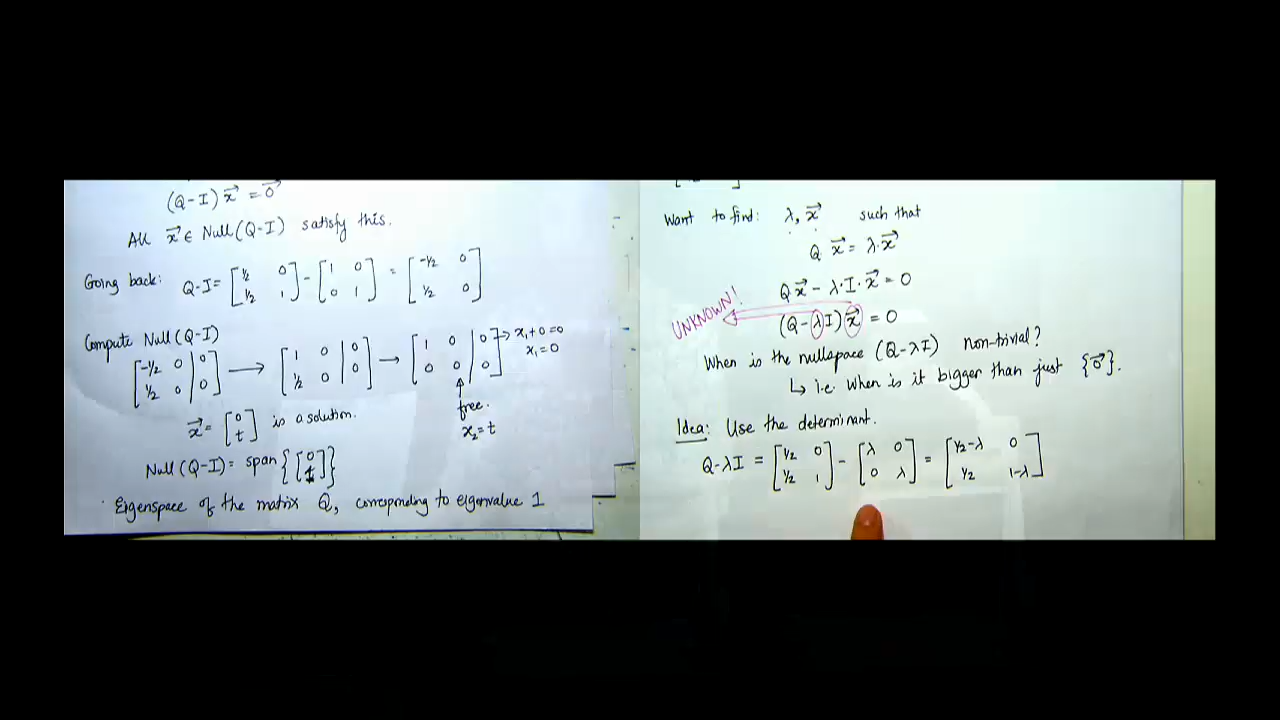 (Q-I)x⃗ = 0⃗
All x⃗ ∈ Null(Q-I) satisfy this.
Going back: Q-I = [1/2 0; 1/2 1] - [1 0; 0 1] = [-1/2 0; 1/2 0]
Compute Null(Q-I)
[-1/2 0 | 0; 1/2 0 | 0] → [1 0 | 0; 1/2 0 | 0] → [1 0 | 0; 0 0 | 0] → x₁+0=0
x₁=0
free.
x₂=t
x⃗ = [0; t] is a solution.
Null(Q-I) = span{[0; 1]}
· Eigenspace of the matrix Q, corresponding to eigenvalue 1
Want to find: λ, x⃗ such that
Q x⃗ = λ·x⃗
Qx⃗ - λ·I·x⃗ = 0
UNKNOWN!
(Q-λI)x⃗ = 0
When is the nullspace (Q-λI) non-trivial?
↳ i.e. when is it bigger than just {0⃗}.
Idea: Use the determinant.
Q-λI = [1/2 0; 1/2 1] - [λ 0; 0 λ] = [1/2-λ 0; 1/2 1-λ]